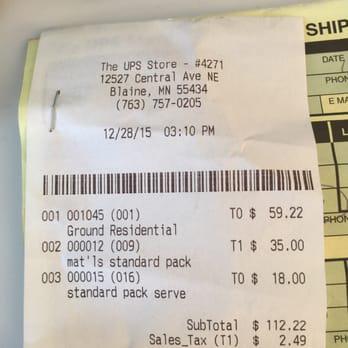 The UPS Store - #4271
12527 Central Ave NE
Blaine, MN 55434
(763) 757-0205
12/28/15 03:10 PM
001 001045 (001) T0 $ 59.22
Ground Residential
002 000012 (009) T1 $ 35.00
mat'ls standard pack
003 000015 (016) T0 $ 18.00
standard pack serve
SubTotal $ 112.22
Sales_Tax (T1) $ 2.49
SHIP
DATE
PHON
E MA
L
PHON